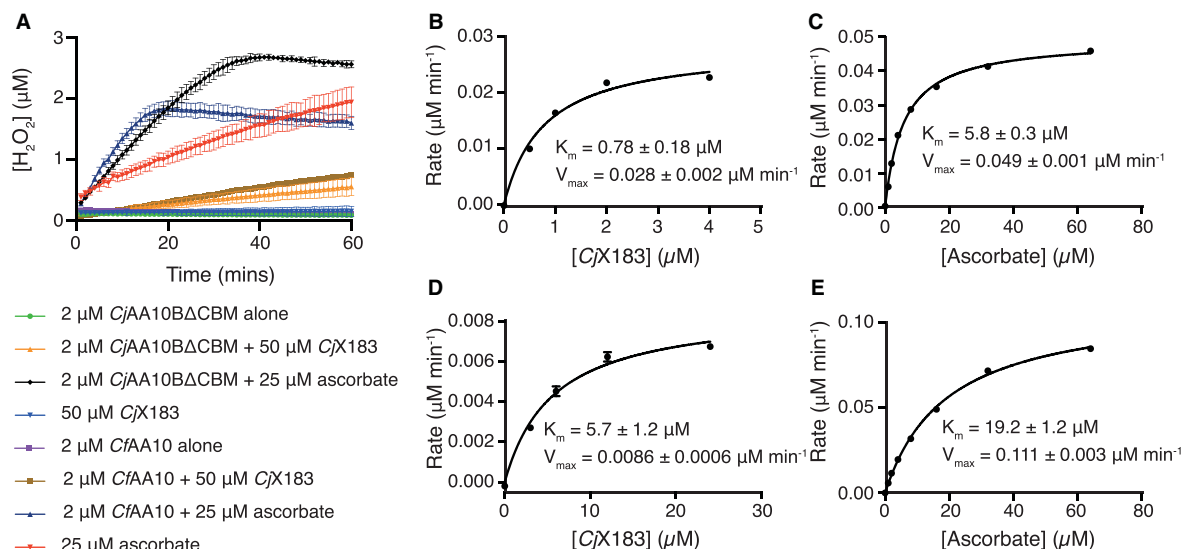 A
[H2O2] (µM)
3
2
1
0
0
20
40
60
Time (mins)
2 µM CjAA10BΔCBM alone
2 µM CjAA10BΔCBM + 50 µM CjX183
2 µM CjAA10BΔCBM + 25 µM ascorbate
50 µM CjX183
2 µM CfAA10 alone
2 µM CfAA10 + 50 µM CjX183
2 µM CfAA10 + 25 µM ascorbate
25 µM ascorbate
B
Rate (µM min-1)
0.03
0.02
0.01
0.00
Km = 0.78 ± 0.18 µM
Vmax = 0.028 ± 0.002 µM min-1
0
1
2
3
4
5
[CjX183] (µM)
C
Rate (µM min-1)
0.05
0.04
0.03
0.02
0.01
0.00
Km = 5.8 ± 0.3 µM
Vmax = 0.049 ± 0.001 µM min-1
0
20
40
60
80
[Ascorbate] (µM)
D
Rate (µM min-1)
0.008
0.006
0.004
0.002
0.000
Km = 5.7 ± 1.2 µM
Vmax = 0.0086 ± 0.0006 µM min-1
0
10
20
30
[CjX183] (µM)
E
Rate (µM min-1)
0.10
0.05
0.00
Km = 19.2 ± 1.2 µM
Vmax = 0.111 ± 0.003 µM min-1
0
20
40
60
80
[Ascorbate] (µM)